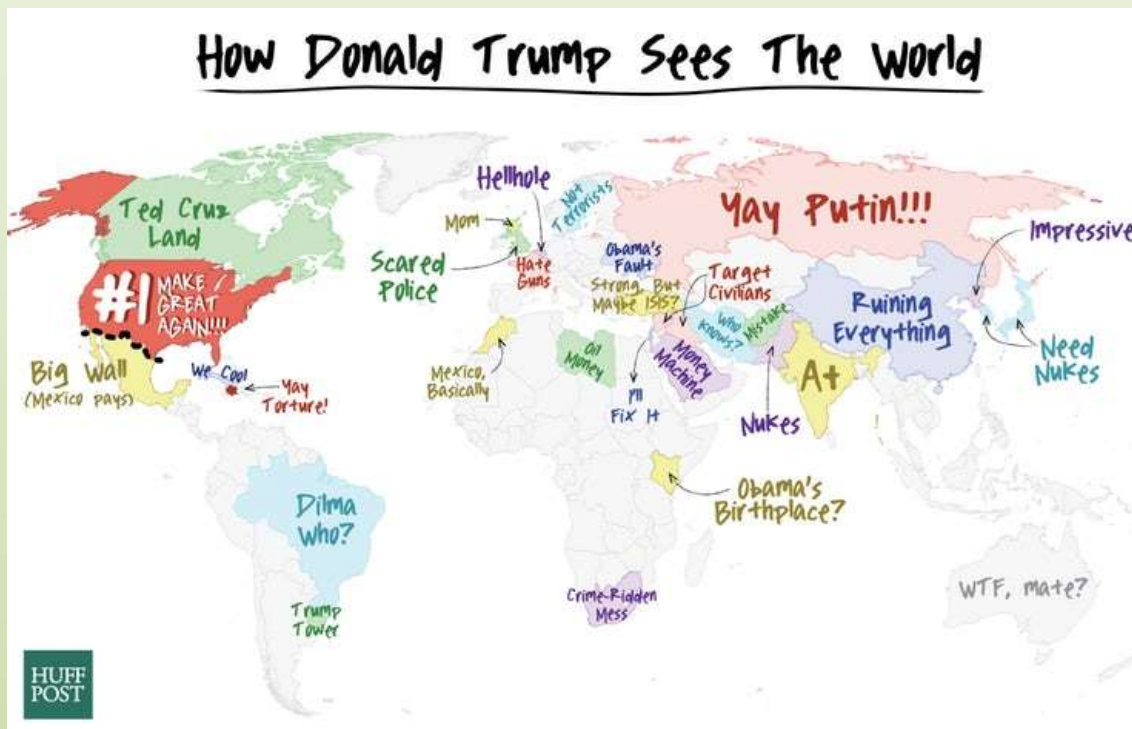 How Donald Trump Sees The World
Hellhole
Not
Terrorists
Yay Putin!!!
Impressive
Ted Cruz
Land
Mom
Scared
Police
Hate
Guns
Obama's
Fault
Strong, But
Maybe ISIS?
Target
Civilians
#1
MAKE
GREAT
AGAIN!!!
Who
Knows?
Mistake
Ruining
Everything
Need
Nukes
Big Wall
(Mexico pays)
We Cool
Yay
Torture!
Mexico,
Basically
Oil
Money
I'll
Fix It
Money
Machine
Nukes
A+
Obama's
Birthplace?
Dilma
Who?
Trump
Tower
Crime-Ridden
Mess
WTF, mate?
HUFF
POST